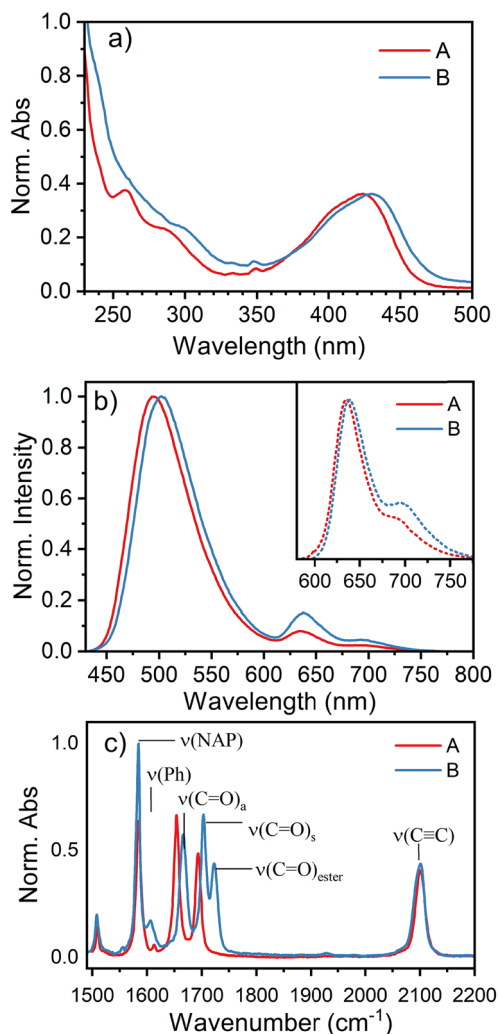 a)
A
B
Norm. Abs
1.0
0.8
0.6
0.4
0.2
0.0
250 300 350 400 450 500
Wavelength (nm)
b)
A
B
600 650 700 750
Norm. Intensity
1.0
0.8
0.6
0.4
0.2
0.0
450 500 550 600 650 700 750 800
Wavelength (nm)
c)
A
B
ν(NAP)
ν(Ph)
ν(C=O)a
ν(C=O)s
ν(C=O)ester
ν(C≡C)
Norm. Abs
1.0
0.5
0.0
1500 1600 1700 1800 1900 2000 2100 2200
Wavenumber (cm⁻¹)